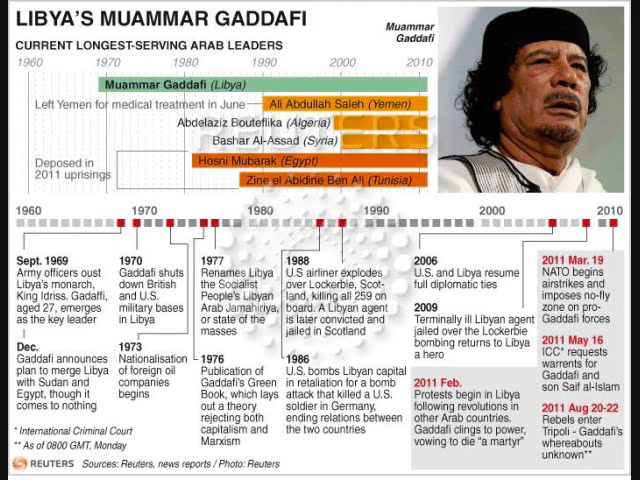 LIBYA'S MUAMMAR GADDAFI
Muammar
Gaddafi
CURRENT LONGEST-SERVING ARAB LEADERS
1960 1970 1980 1990 2000 2010
Muammar Gaddafi (Libya)
Left Yemen for medical treatment in June
Ali Abdullah Saleh (Yemen)
Abdelaziz Bouteflika (Algeria)
Bashar Al-Assad (Syria)
Deposed in
2011 uprisings
Hosni Mubarak (Egypt)
Zine el Abidine Ben Ali (Tunisia)
REUTERS
1960 1970 1980 1990 2000 2010
Sept. 1969
Army officers oust
Libya's monarch,
King Idriss. Gadaffi,
aged 27, emerges
as the key leader
Dec.
Gaddafi announces
plan to merge Libya
with Sudan and
Egypt, though it
comes to nothing
1970
Gaddafi shuts
down British
and U.S.
military bases
in Libya
1973
Nationalisation
of foreign oil
companies
begins
1977
Renames Libya
the Socialist
People's Libyan
Arab Jamahiriya,
or state of the
masses
1976
Publication of
Gaddafi's Green
Book, which lays
out a theory
rejecting both
capitalism and
Marxism
1988
U.S airliner explodes
over Lockerbie, Scot-
land, killing all 259 on
board. A Libyan agent
is later convicted and
jailed in Scotland
1986
U.S. bombs Libyan capital
in retaliation for a bomb
attack that killed a U.S.
soldier in Germany,
ending relations between
the two countries
2006
U.S. and Libya resume
full diplomatic ties
2009
Terminally ill Libyan agent
jailed over the Lockerbie
bombing returns to Libya
a hero
2011 Feb.
Protests begin in Libya
following revolutions in
other Arab countries.
Gaddafi clings to power,
vowing to die "a martyr"
2011 Mar. 19
NATO begins
airstrikes and
imposes no-fly
zone on pro-
Gaddafi forces
2011 May 16
ICC* requests
warrents for
Gaddafi and
son Saif al-Islam
2011 Aug 20-22
Rebels enter
Tripoli - Gaddafi's
whereabouts
unknown**
* International Criminal Court
** As of 0800 GMT, Monday
REUTERS Sources: Reuters, news reports / Photo: Reuters